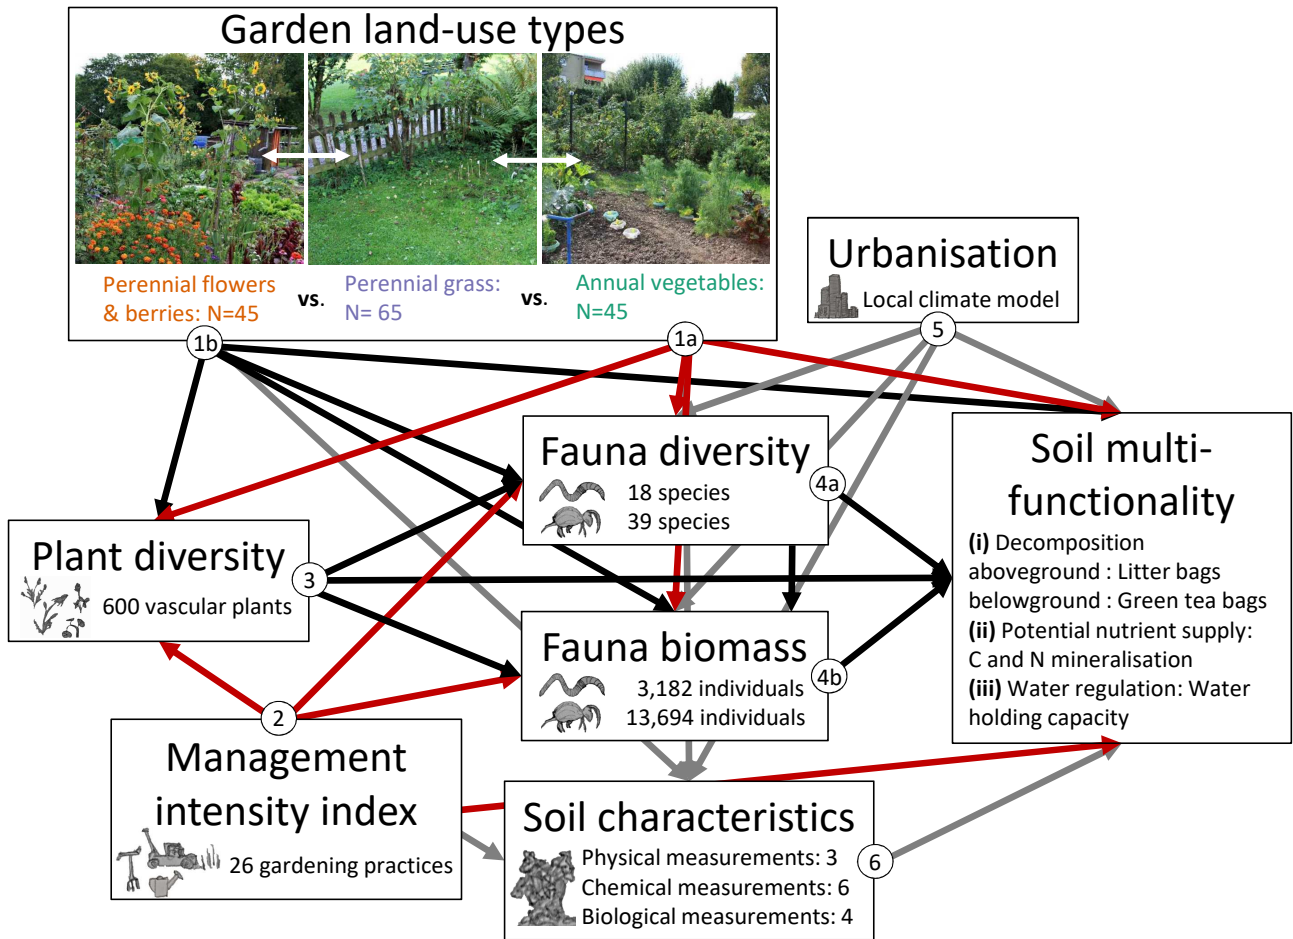 Garden land-use types
Perennial flowers
& berries: N=45
vs.
Perennial grass:
N= 65
vs.
Annual vegetables:
N=45
Urbanisation
Local climate model
5
1b
1a
Fauna diversity
18 species
39 species
4a
Soil multi-
functionality
(i) Decomposition
aboveground : Litter bags
belowground : Green tea bags
(ii) Potential nutrient supply:
C and N mineralisation
(iii) Water regulation: Water
holding capacity
Plant diversity
600 vascular plants
3
Fauna biomass
3,182 individuals
13,694 individuals
4b
2
Management
intensity index
26 gardening practices
Soil characteristics
Physical measurements: 3
Chemical measurements: 6
Biological measurements: 4
6